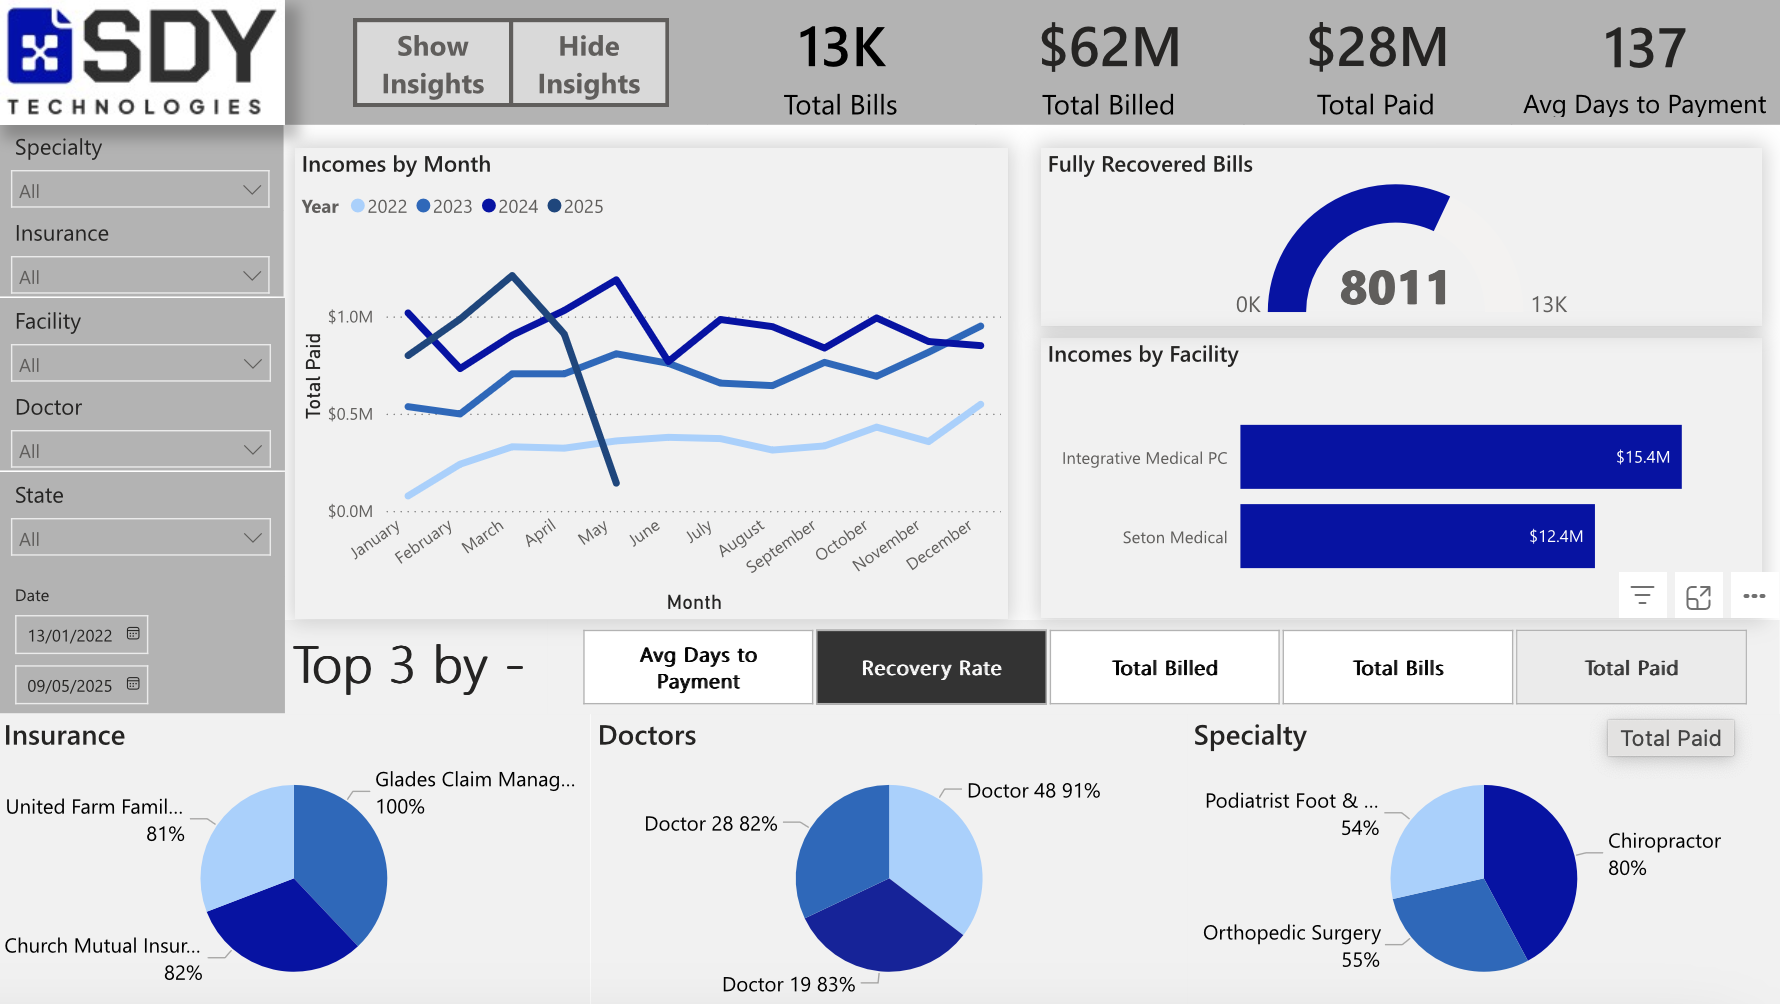 SDY
TECHNOLOGIES
Show
Insights
Hide
Insights
13K
Total Bills
$62M
Total Billed
$28M
Total Paid
137
Avg Days to Payment
Specialty
All
Insurance
All
Facility
All
Doctor
All
State
All
Date
13/01/2022
09/05/2025
Incomes by Month
Year 2022 2023 2024 2025
Total Paid
$1.0M
$0.5M
$0.0M
January February March April May June July August September October November December
Month
Fully Recovered Bills
8011
0K
13K
Incomes by Facility
Integrative Medical PC
$15.4M
Seton Medical
$12.4M
Top 3 by -
Avg Days to
Payment
Recovery Rate
Total Billed
Total Bills
Total Paid
Total Paid
Insurance
Glades Claim Manag...
100%
United Farm Famil...
81%
Church Mutual Insur...
82%
Doctors
Doctor 48 91%
Doctor 28 82%
Doctor 19 83%
Specialty
Podiatrist Foot & ...
54%
Chiropractor
80%
Orthopedic Surgery
55%